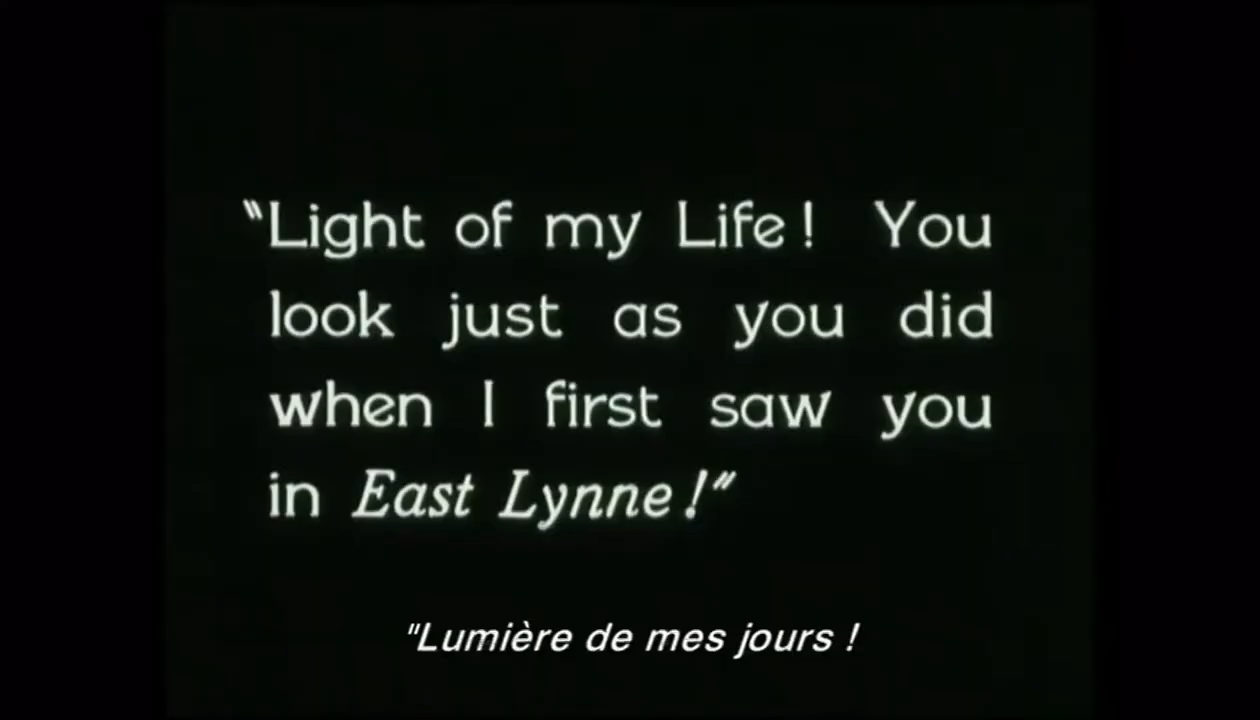 "Light of my Life! You
look just as you did
when I first saw you
in East Lynne!"
"Lumière de mes jours !